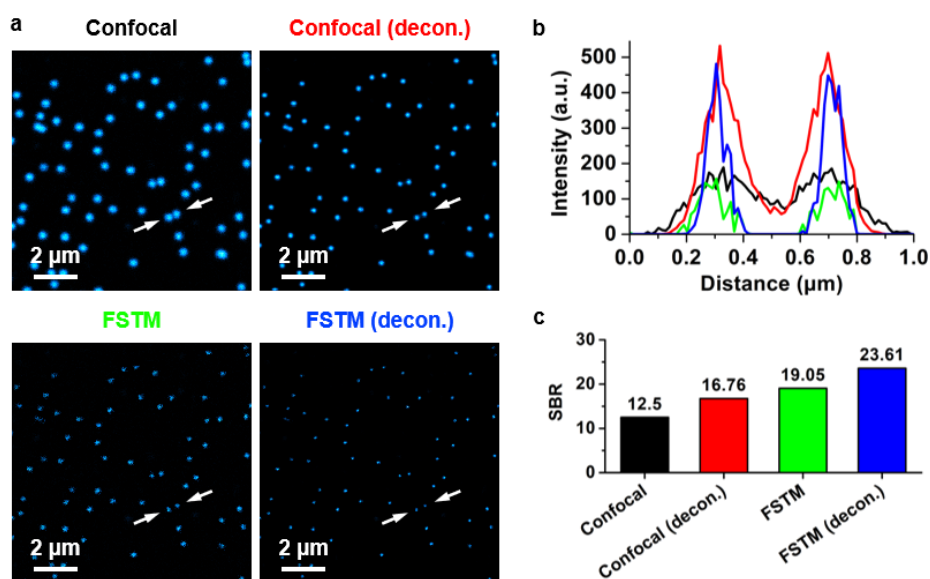 a
Confocal
Confocal (decon.)
2 µm
2 µm
FSTM
FSTM (decon.)
2 µm
2 µm
b
500
400
300
200
100
0
Intensity (a.u.)
0.0 0.2 0.4 0.6 0.8 1.0
Distance (µm)
c
30
20
10
0
SBR
12.5
16.76
19.05
23.61
Confocal
Confocal (decon.)
FSTM
FSTM (decon.)